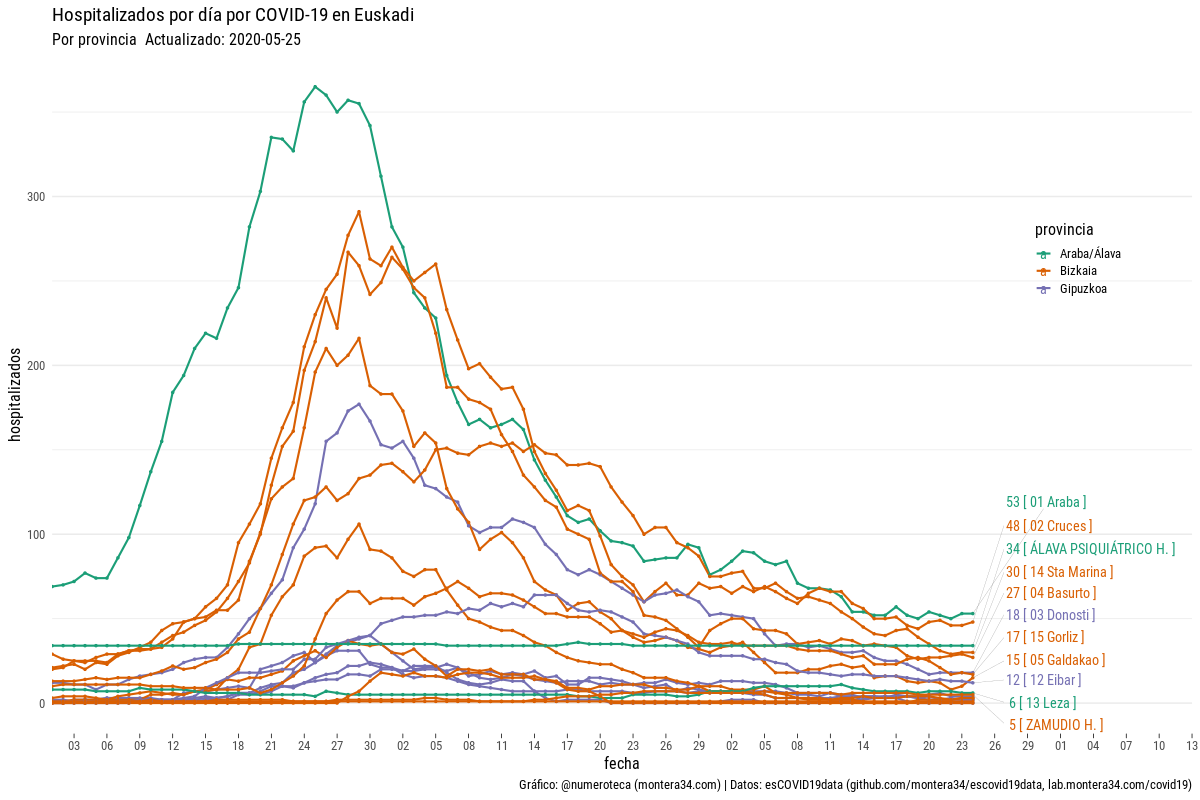 Hospitalizados por día por COVID-19 en Euskadi
Por provincia  Actualizado: 2020-05-25
hospitalizados
300
200
100
0
provincia
Araba/Álava
Bizkaia
Gipuzkoa
53 [ 01 Araba ]
48 [ 02 Cruces ]
34 [ ÁLAVA PSIQUIÁTRICO H. ]
30 [ 14 Sta Marina ]
27 [ 04 Basurto ]
18 [ 03 Donosti ]
17 [ 15 Gorliz ]
15 [ 05 Galdakao ]
12 [ 12 Eibar ]
6 [ 13 Leza ]
5 [ ZAMUDIO H. ]
03 06 09 12 15 18 21 24 27 30 02 05 08 11 14 17 20 23 26 29 02 05 08 11 14 17 20 23 26 29 01 04 07 10 13
fecha
Gráfico: @numeroteca (montera34.com) | Datos: esCOVID19data (github.com/montera34/escovid19data, lab.montera34.com/covid19)